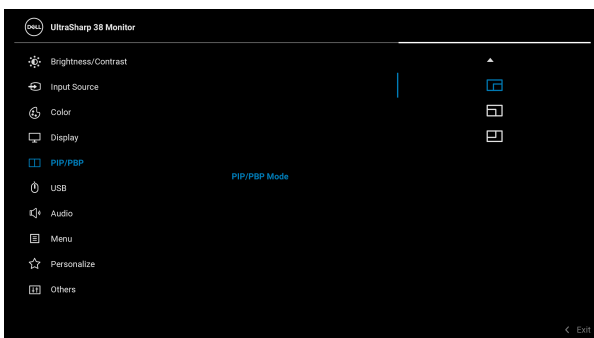 DELL UltraSharp 38 Monitor
Brightness/Contrast
Input Source
Color
Display
PIP/PBP
PIP/PBP Mode
USB
Audio
Menu
Personalize
Others
Exit